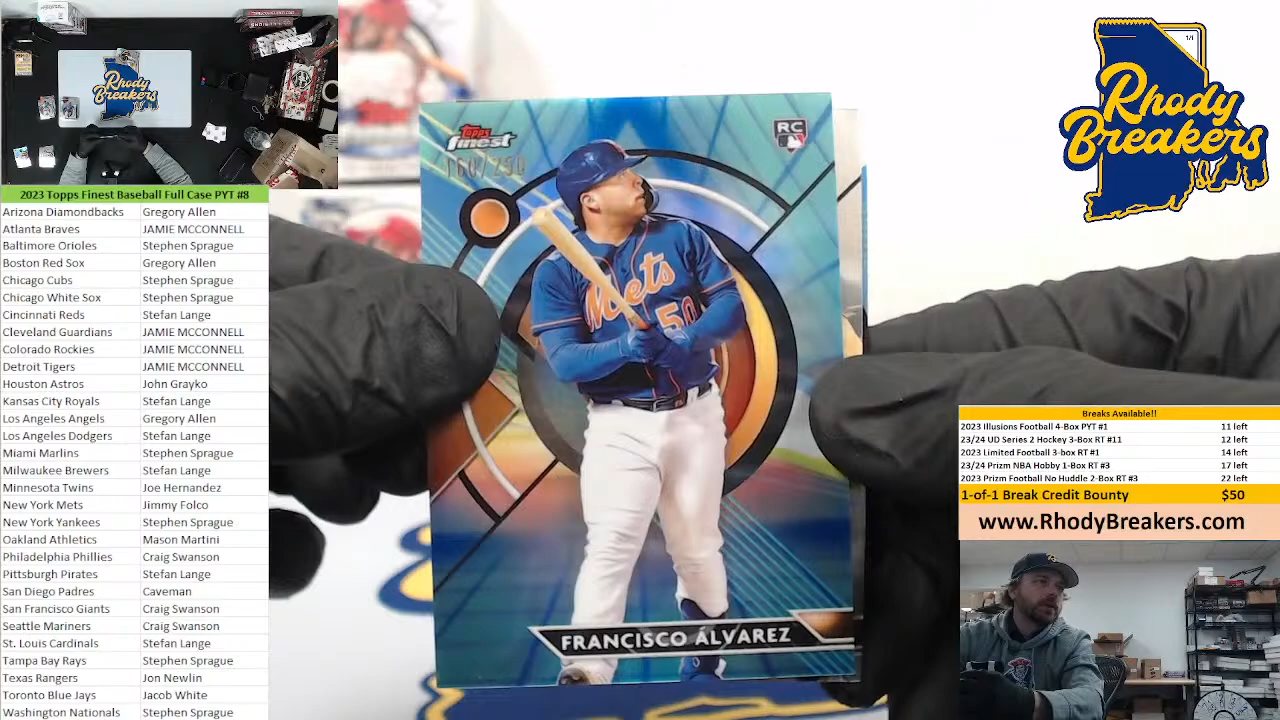 Rhody
Breakers
2023 Topps Finest Baseball Full Case PYT #8
Arizona Diamondbacks Gregory Allen
Atlanta Braves JAMIE MCCONNELL
Baltimore Orioles Stephen Sprague
Boston Red Sox Gregory Allen
Chicago Cubs Stephen Sprague
Chicago White Sox Stephen Sprague
Cincinnati Reds Stefan Lange
Cleveland Guardians JAMIE MCCONNELL
Colorado Rockies JAMIE MCCONNELL
Detroit Tigers JAMIE MCCONNELL
Houston Astros John Grayko
Kansas City Royals Stefan Lange
Los Angeles Angels Gregory Allen
Los Angeles Dodgers Stefan Lange
Miami Marlins Stephen Sprague
Milwaukee Brewers Stefan Lange
Minnesota Twins Joe Hernandez
New York Mets Jimmy Folco
New York Yankees Stephen Sprague
Oakland Athletics Mason Martini
Philadelphia Phillies Craig Swanson
Pittsburgh Pirates Stefan Lange
San Diego Padres Caveman
San Francisco Giants Craig Swanson
Seattle Mariners Craig Swanson
St. Louis Cardinals Stefan Lange
Tampa Bay Rays Stephen Sprague
Texas Rangers Jon Newlin
Toronto Blue Jays Jacob White
Washington Nationals Stephen Sprague
TOPPS
finest
160/250
RC
Mets
50
FRANCISCO ÁLVAREZ
1/1
Rhody
Breakers
Breaks Available!!
2023 Illusions Football 4-Box PYT #1 11 left
23/24 UD Series 2 Hockey 3-Box RT #11 12 left
2023 Limited Football 3-box RT #1 14 left
23/24 Prizm NBA Hobby 1-Box RT #3 17 left
2023 Prizm Football No Huddle 2-Box RT #3 22 left
1-of-1 Break Credit Bounty $50
www.RhodyBreakers.com